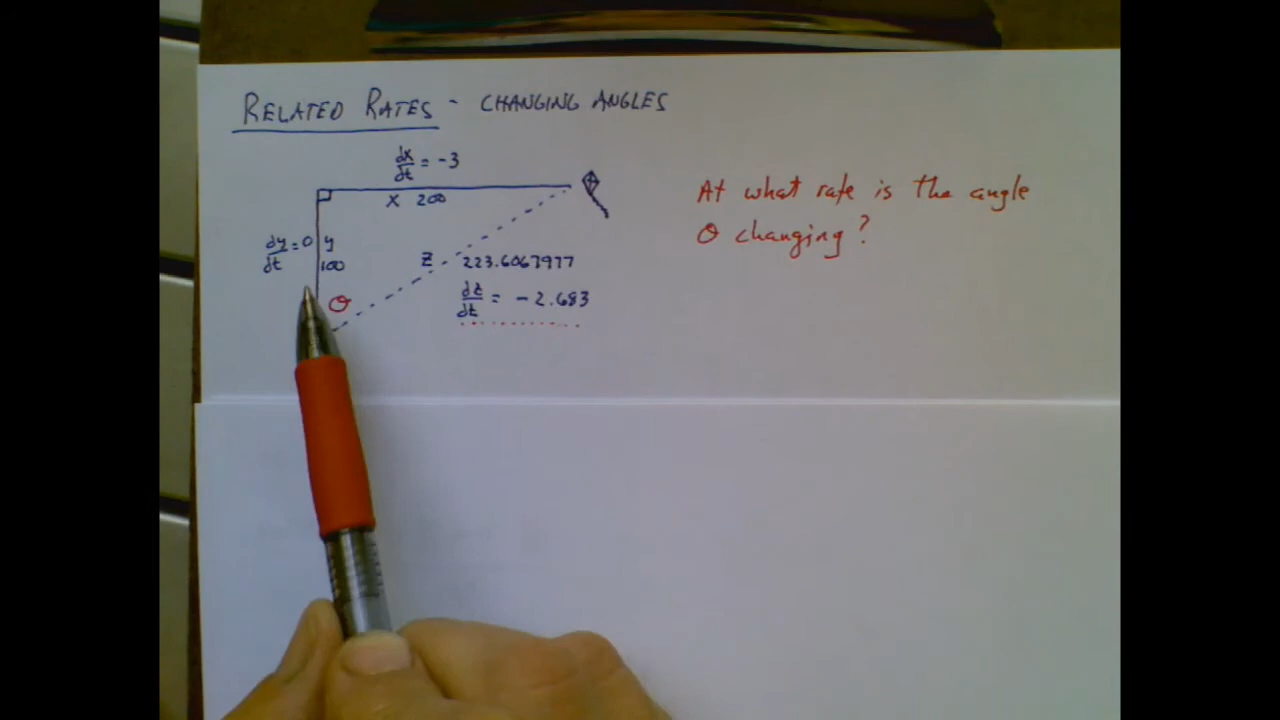 RELATED RATES - CHANGING ANGLES
dx/dt = -3
x 200
At what rate is the angle
θ changing?
dy/dt = 0 y
100
z 223.6067977
θ
dz/dt = -2.683